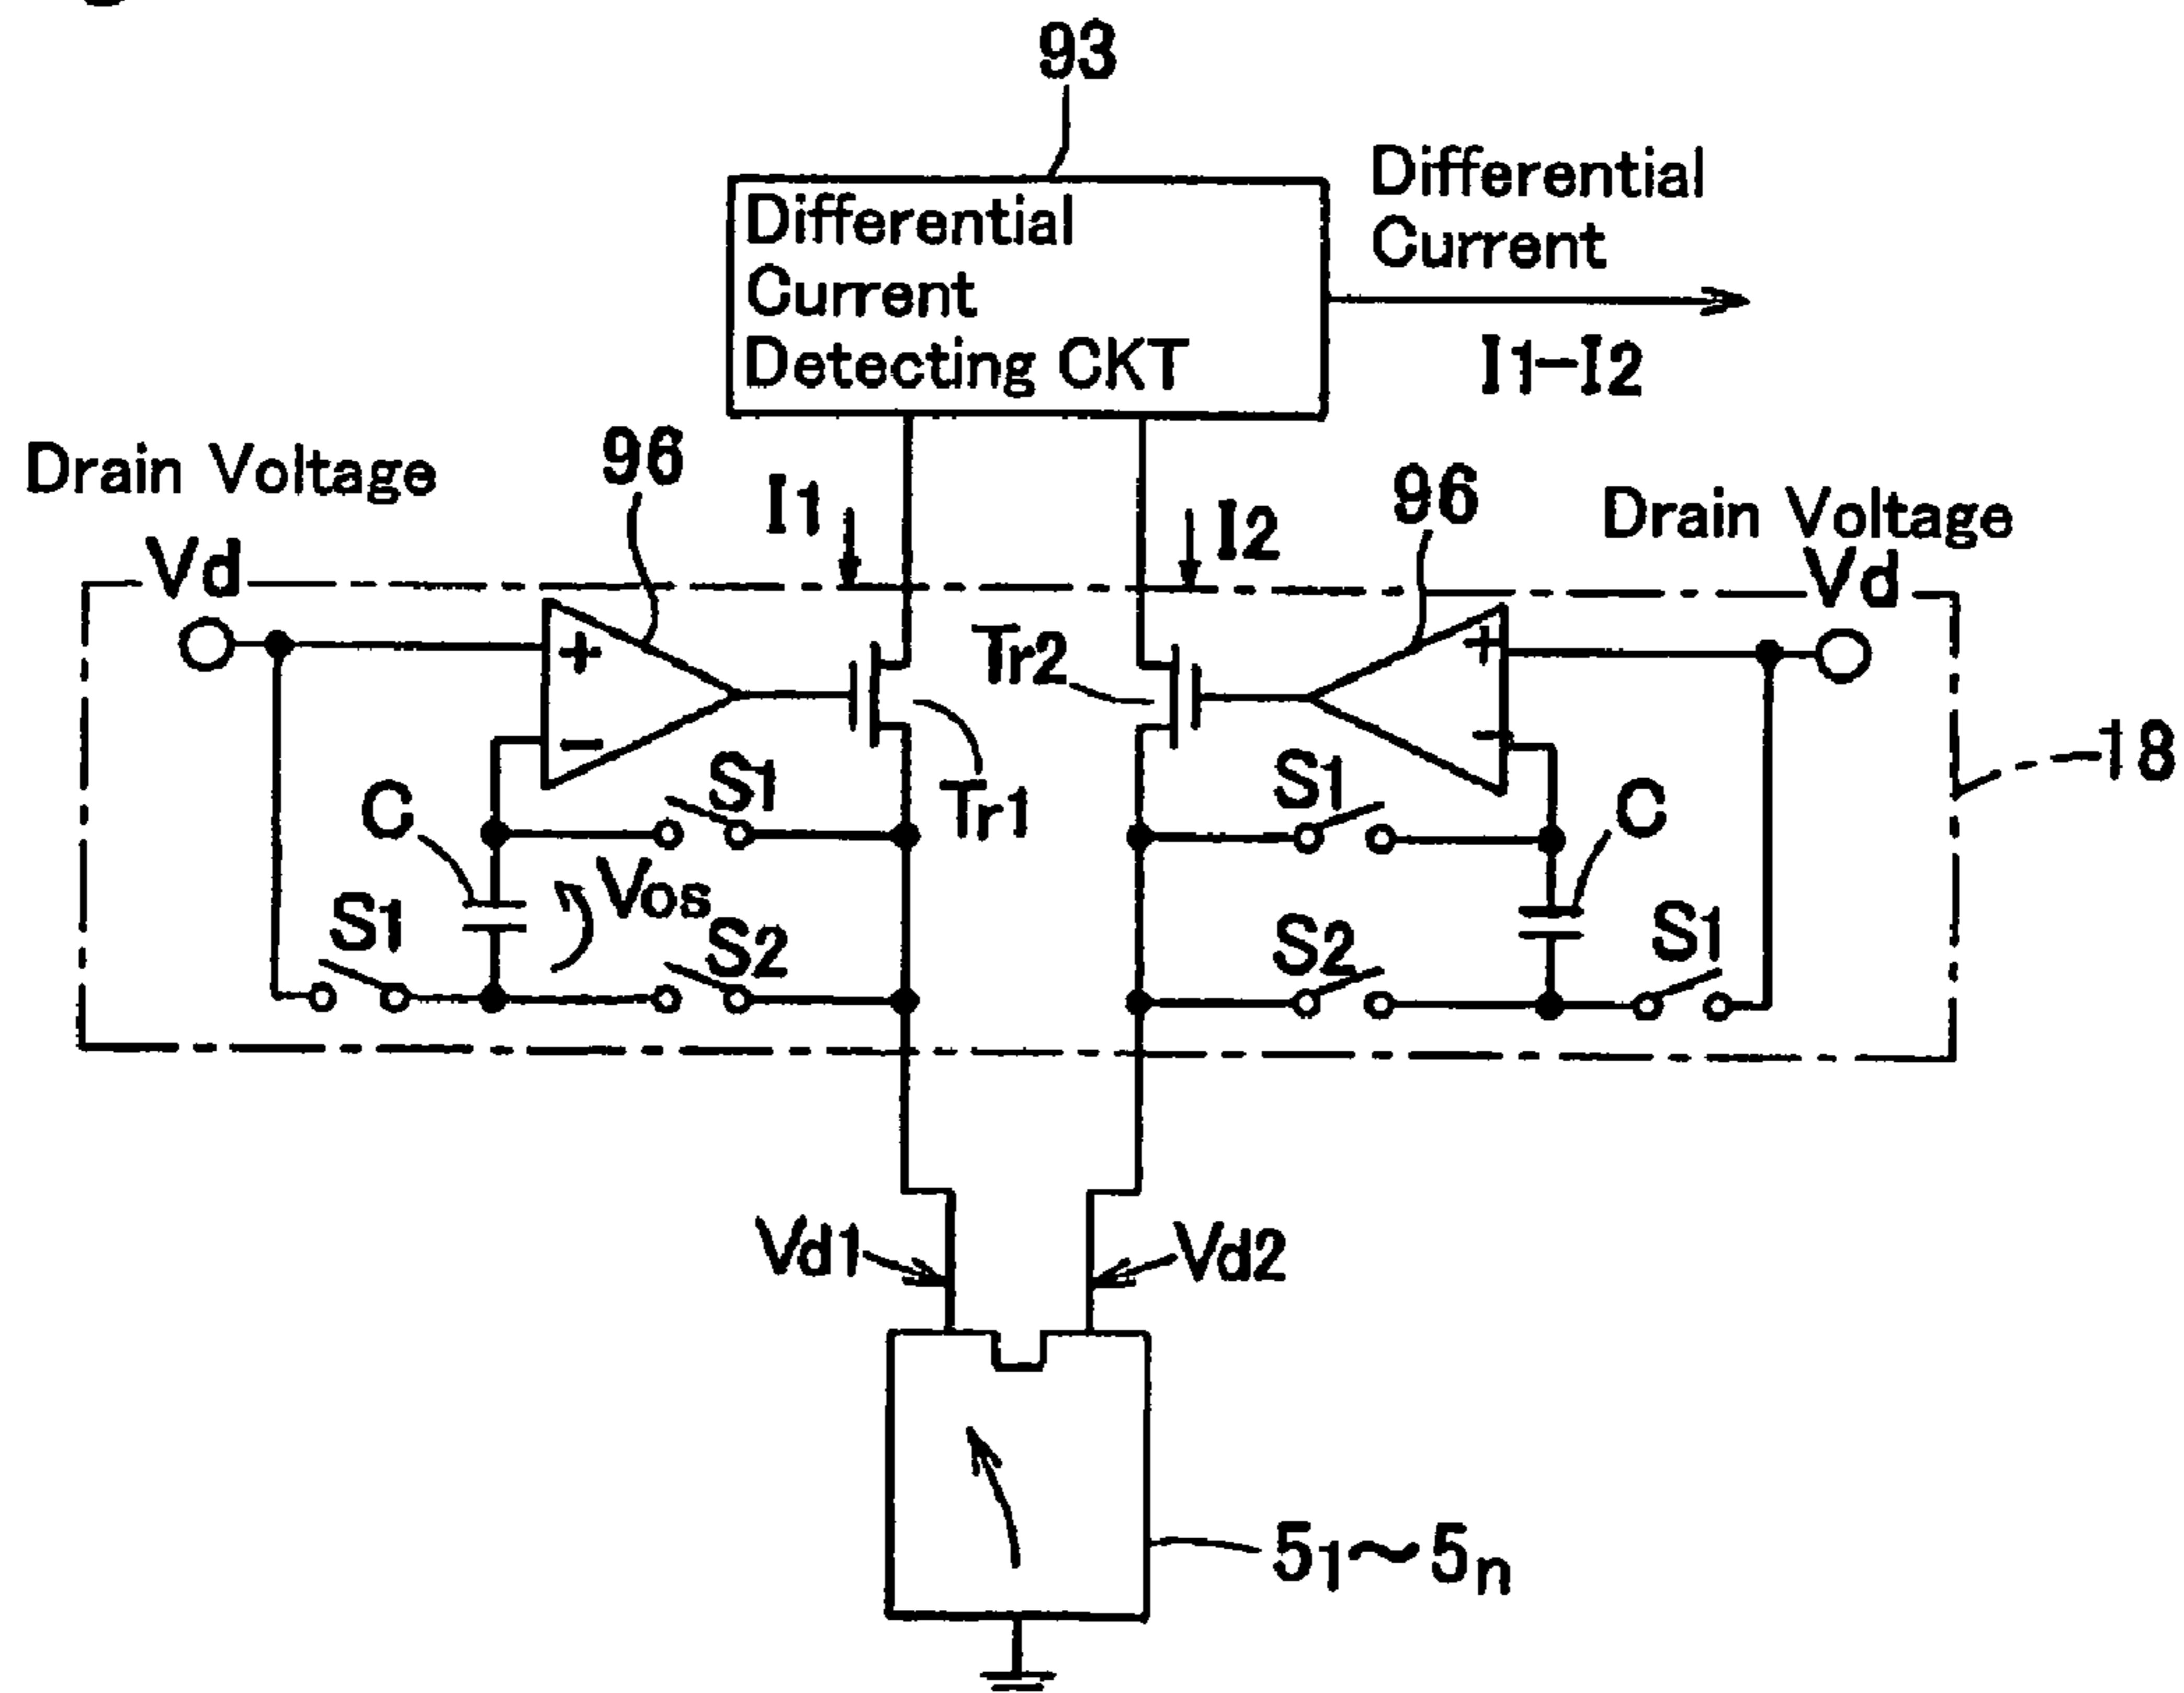 93
Differential
Current
Detecting CKT
Differential
Current
I1-I2
Drain Voltage
Vd
96
I1
I2
96
Drain Voltage
Vd
+
−
Tr2
+
−
18
Tr1
C
S1
S1
C
Vos
S1
S2
S2
S1
Vd1
Vd2
51～5n